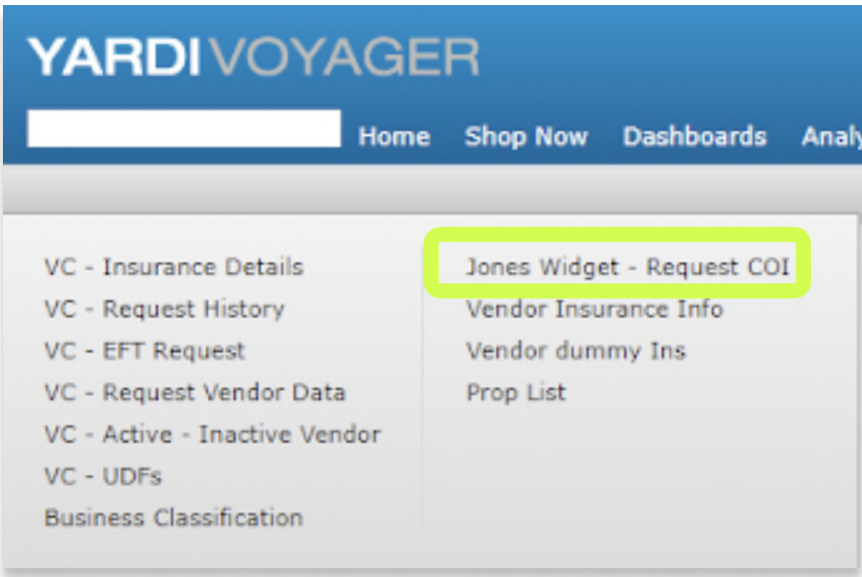 YARDI VOYAGER
Home Shop Now Dashboards Analy
VC - Insurance Details
VC - Request History
VC - EFT Request
VC - Request Vendor Data
VC - Active - Inactive Vendor
VC - UDFs
Business Classification
Jones Widget - Request COI
Vendor Insurance Info
Vendor dummy Ins
Prop List